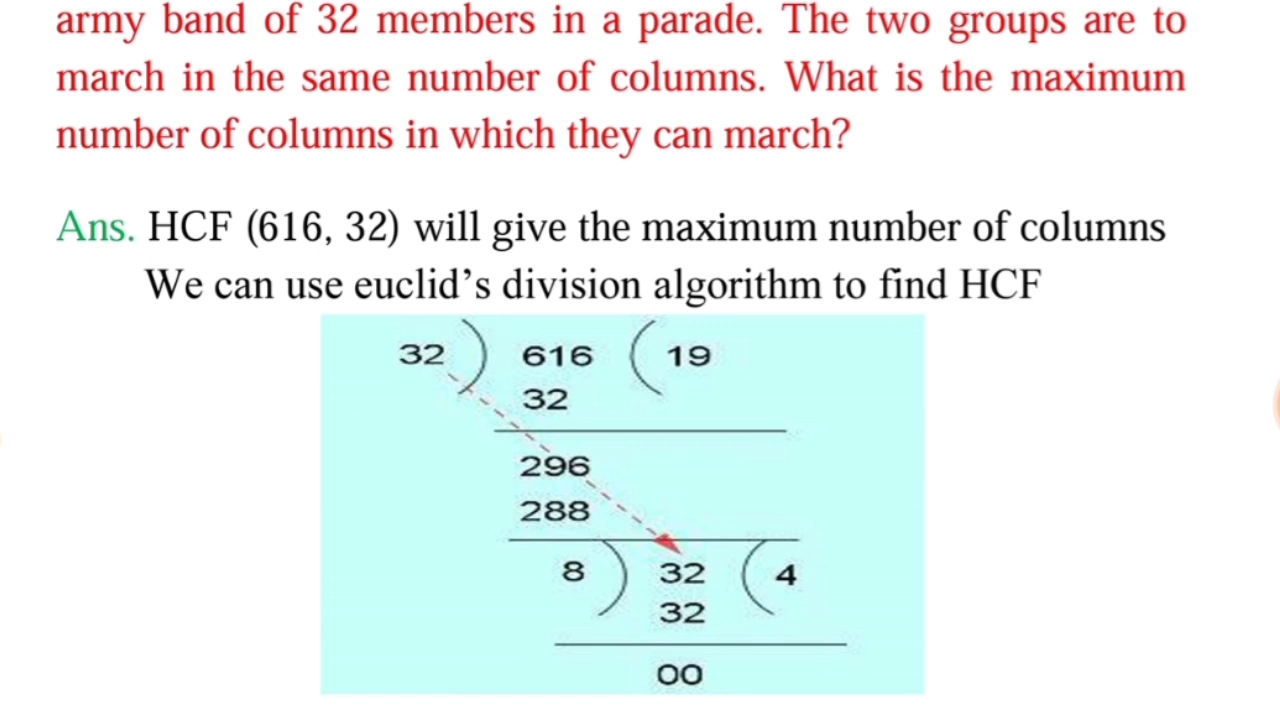 army band of 32 members in a parade. The two groups are to
march in the same number of columns. What is the maximum
number of columns in which they can march?
Ans. HCF (616, 32) will give the maximum number of columns
We can use euclid’s division algorithm to find HCF
32 ) 616 ( 19
32
296
288
8 ) 32 ( 4
32
00